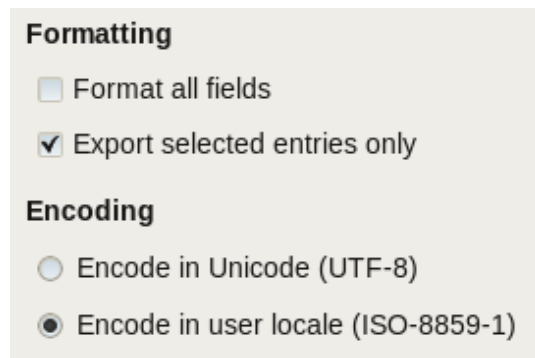 Formatting
Format all fields
Export selected entries only
Encoding
Encode in Unicode (UTF-8)
Encode in user locale (ISO-8859-1)